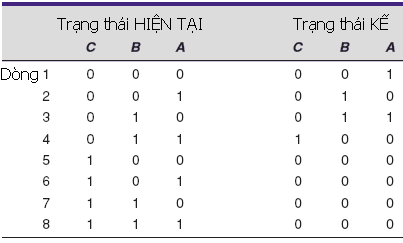 Trạng thái HIỆN TẠI Trạng thái KẾ
C B A C B A
Dòng 1 0 0 0 0 0 1
2 0 0 1 0 1 0
3 0 1 0 0 1 1
4 0 1 1 1 0 0
5 1 0 0 0 0 0
6 1 0 1 0 0 0
7 1 1 0 0 0 0
8 1 1 1 0 0 0